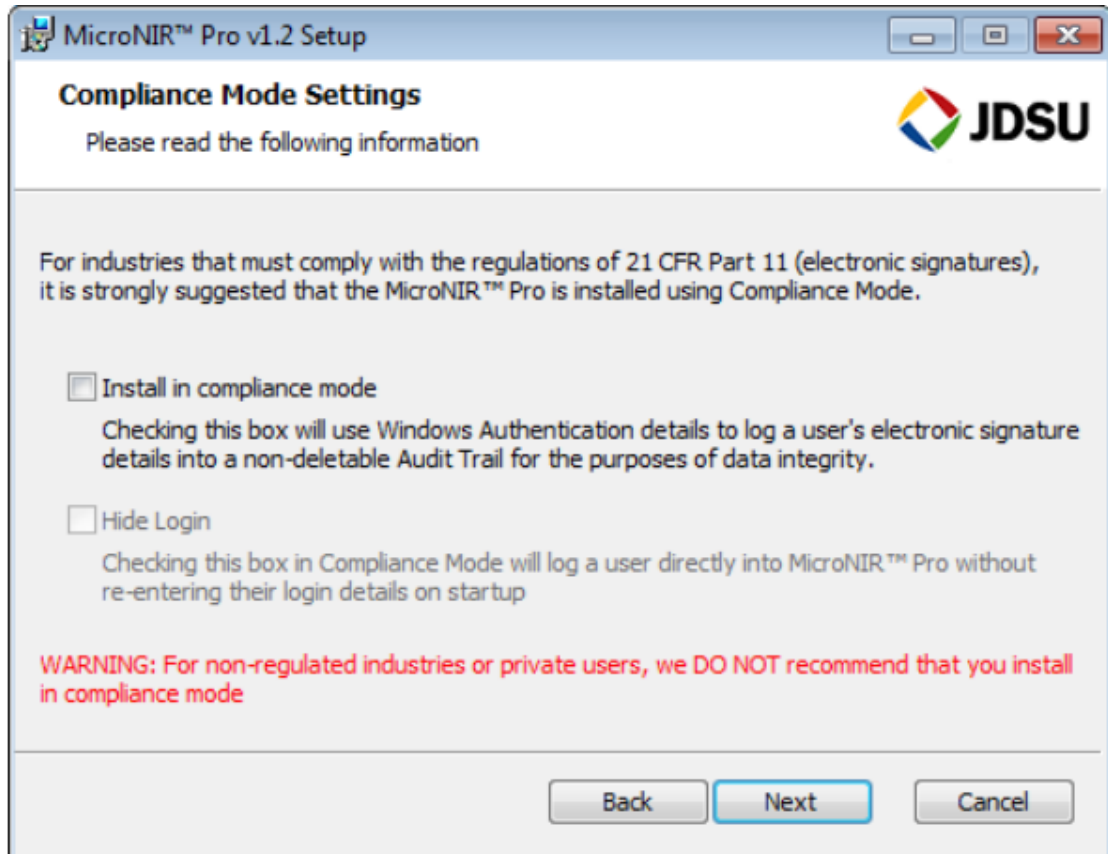 MicroNIR™ Pro v1.2 Setup
Compliance Mode Settings
Please read the following information
JDSU
For industries that must comply with the regulations of 21 CFR Part 11 (electronic signatures),
it is strongly suggested that the MicroNIR™ Pro is installed using Compliance Mode.
Install in compliance mode
Checking this box will use Windows Authentication details to log a user's electronic signature
details into a non-deletable Audit Trail for the purposes of data integrity.
Hide Login
Checking this box in Compliance Mode will log a user directly into MicroNIR™ Pro without
re-entering their login details on startup
WARNING: For non-regulated industries or private users, we DO NOT recommend that you install
in compliance mode
Back Next Cancel